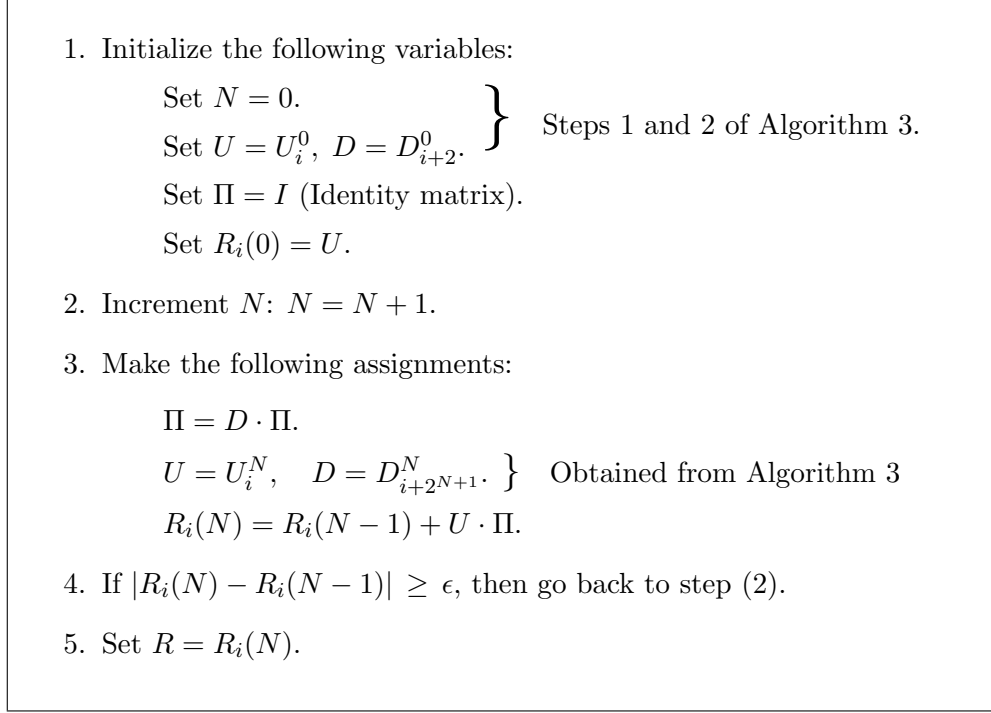 1. Initialize the following variables:
Set N = 0.
Set U = U_i^0, D = D_{i+2}^0. } Steps 1 and 2 of Algorithm 3.
Set Π = I (Identity matrix).
Set R_i(0) = U.
2. Increment N: N = N + 1.
3. Make the following assignments:
Π = D · Π.
U = U_i^N, D = D_{i+2^{N+1}}^N. } Obtained from Algorithm 3
R_i(N) = R_i(N − 1) + U · Π.
4. If |R_i(N) − R_i(N − 1)| ≥ ϵ, then go back to step (2).
5. Set R = R_i(N).